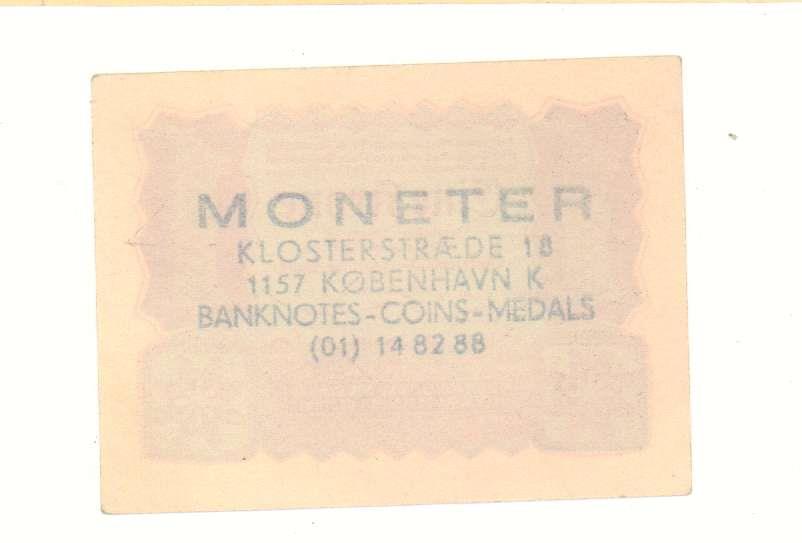 MONETER
KLOSTERSTRÆDE 18
1157 KØBENHAVN K
BANKNOTES-COINS-MEDALS
(01) 14 82 88